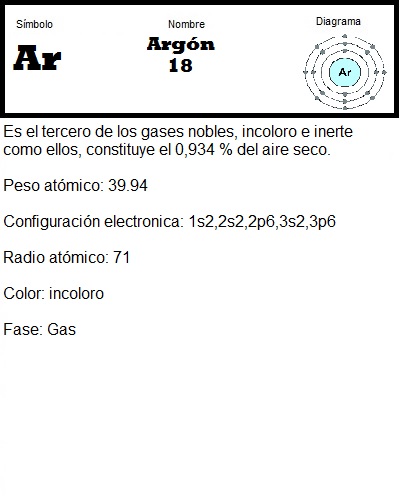 Símbolo
Nombre
Diagrama
Ar
Argón
18
Ar
Es el tercero de los gases nobles, incoloro e inerte
como ellos, constituye el 0,934 % del aire seco.
Peso atómico: 39.94
Configuración electronica: 1s2,2s2,2p6,3s2,3p6
Radio atómico: 71
Color: incoloro
Fase: Gas